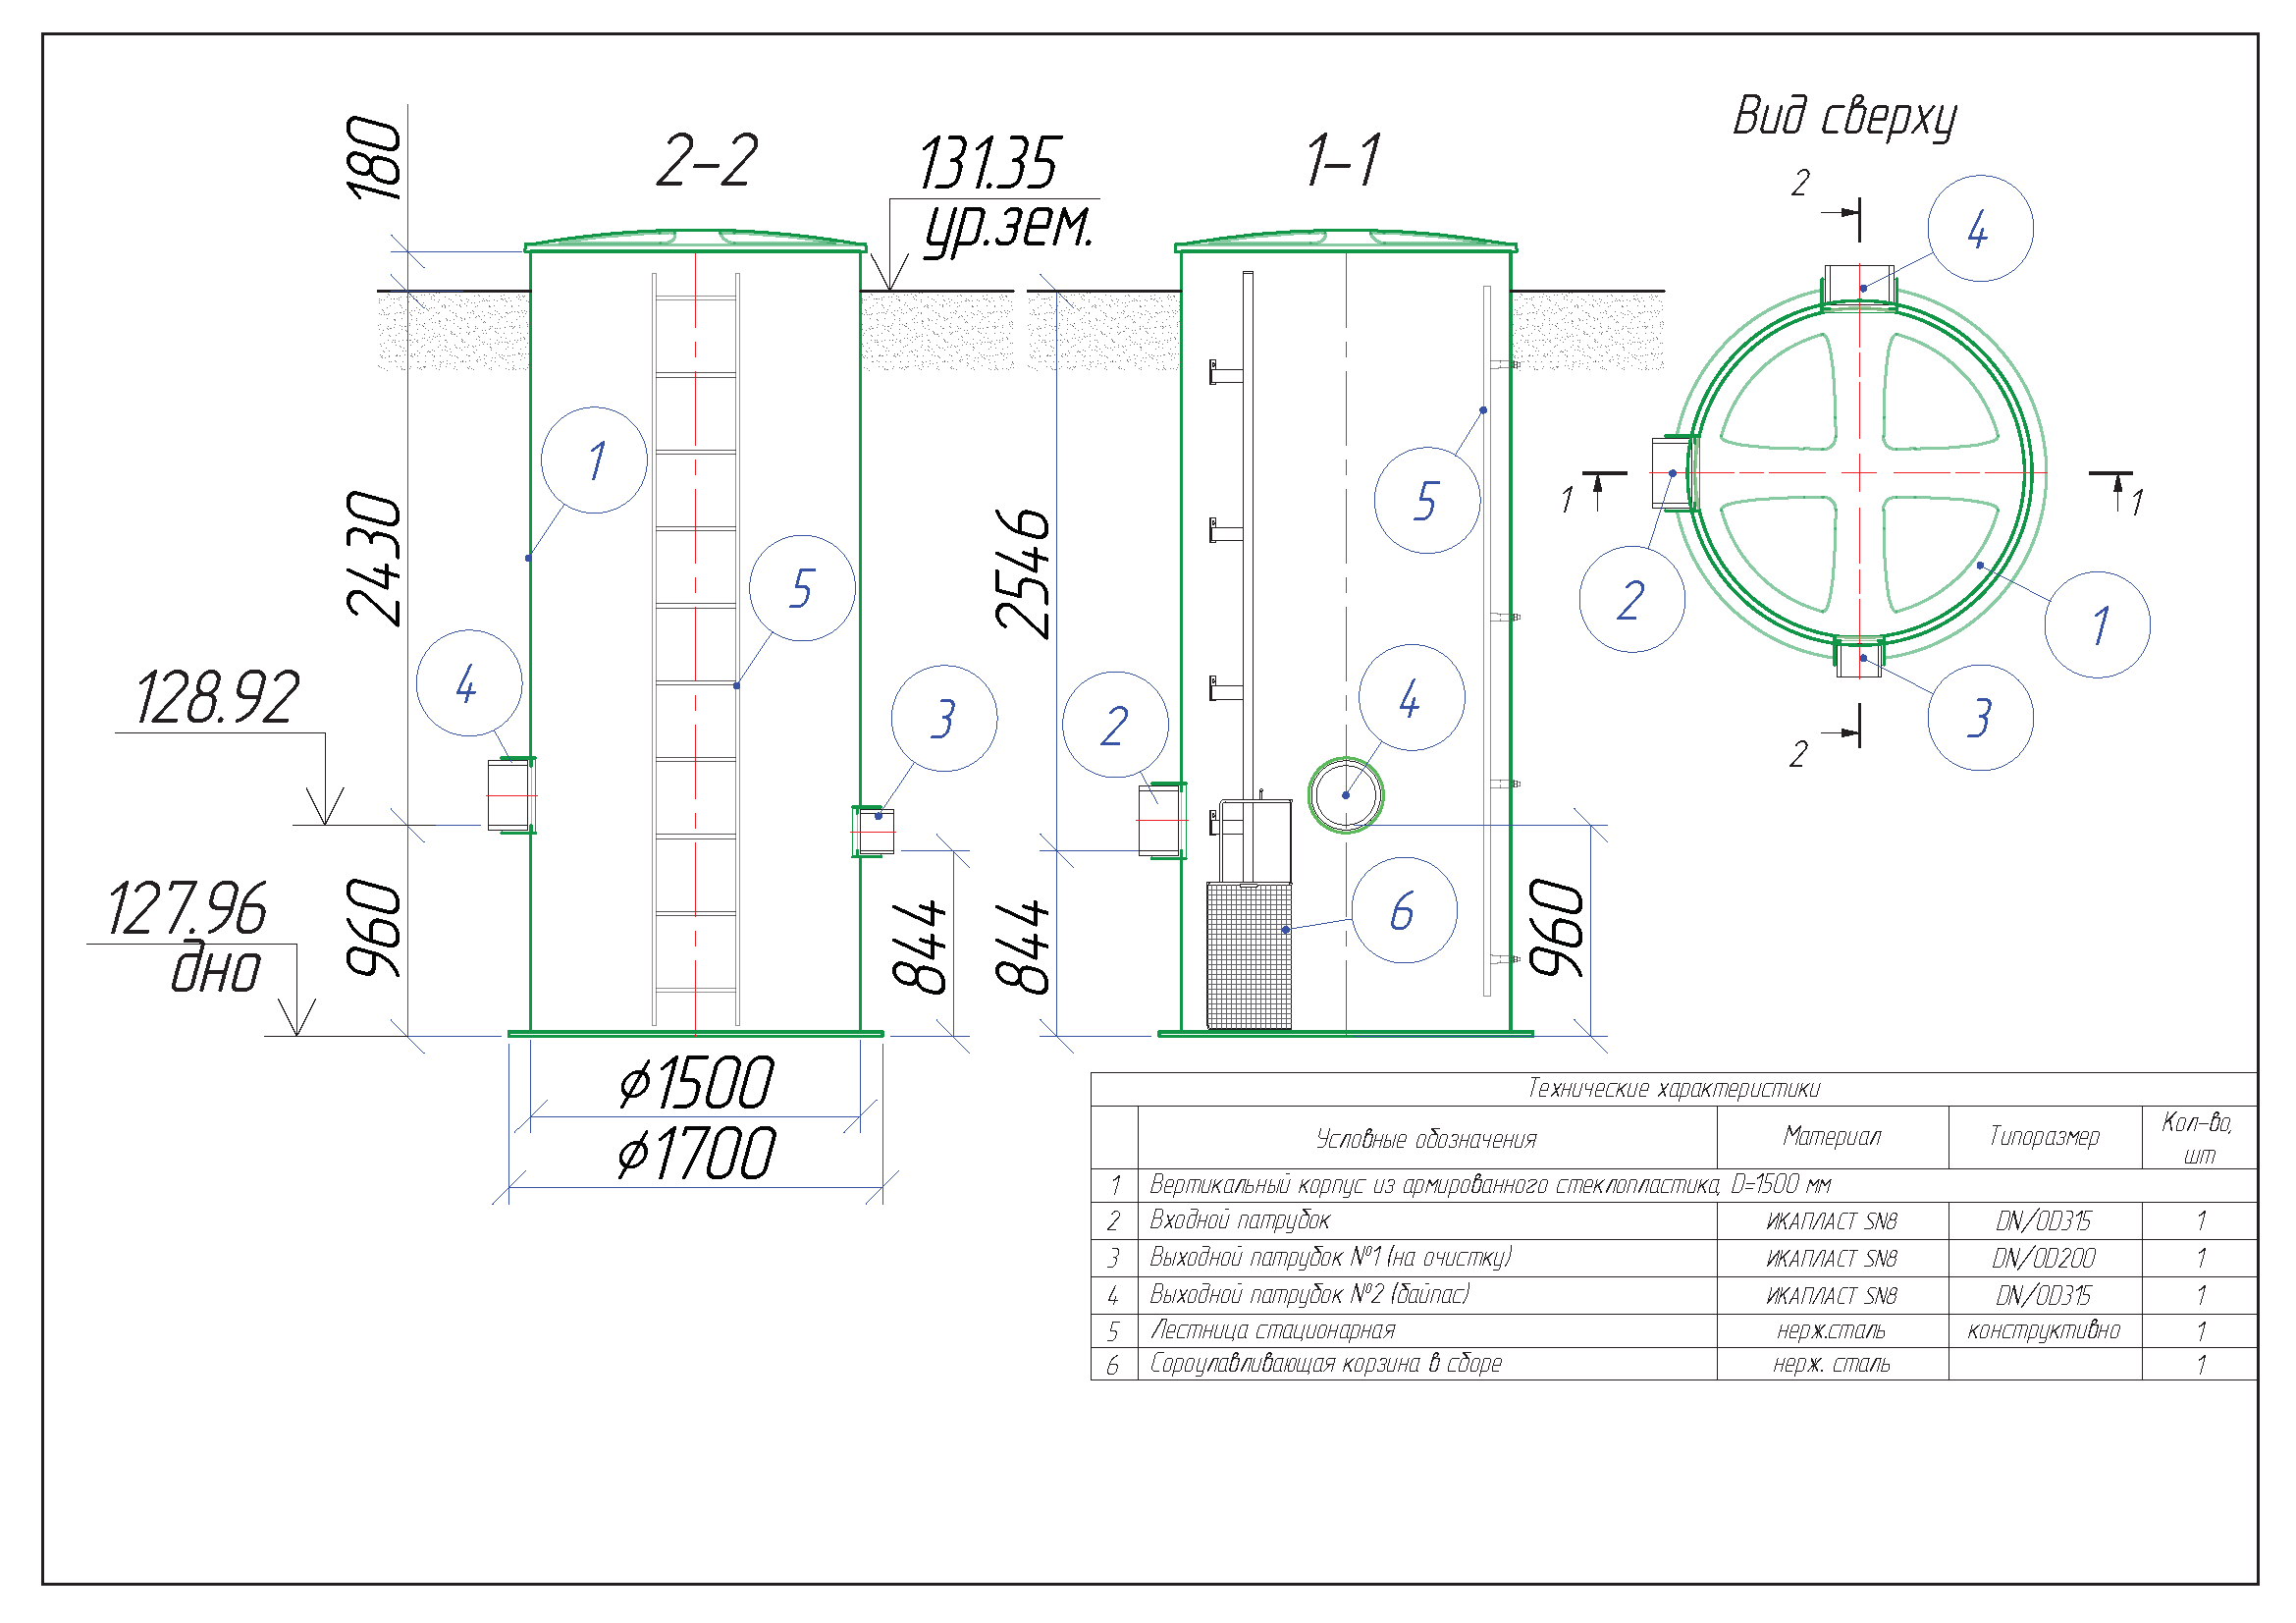 180
2-2
131.35
ур.зем.
1-1
Вид сверху
2
4
1
5
2430
2546
5
1
1
2
1
4
3
2
4
128.92
3
2
127.96
дно
960
844
844
6
960
⌀1500
⌀1700
Технические характеристики
Условные обозначения Материал Типоразмер Кол-во, шт
1 Вертикальный корпус из армированного стеклопластика, D=1500 мм
2 Входной патрубок ИКАПЛАСТ SN8 DN/OD315 1
3 Выходной патрубок №1 (на очистку) ИКАПЛАСТ SN8 DN/OD200 1
4 Выходной патрубок №2 (байпас) ИКАПЛАСТ SN8 DN/OD315 1
5 Лестница стационарная нерж.сталь конструктивно 1
6 Сороулавливающая корзина в сборе нерж. сталь 1